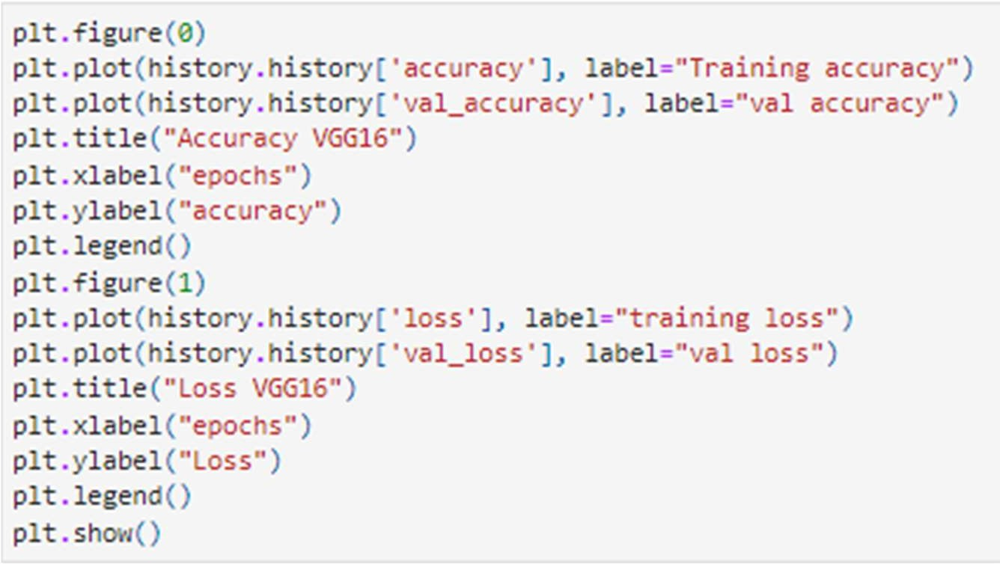 plt.figure(0)
plt.plot(history.history['accuracy'], label="Training accuracy")
plt.plot(history.history['val_accuracy'], label="val accuracy")
plt.title("Accuracy VGG16")
plt.xlabel("epochs")
plt.ylabel("accuracy")
plt.legend()
plt.figure(1)
plt.plot(history.history['loss'], label="training loss")
plt.plot(history.history['val_loss'], label="val loss")
plt.title("Loss VGG16")
plt.xlabel("epochs")
plt.ylabel("Loss")
plt.legend()
plt.show()